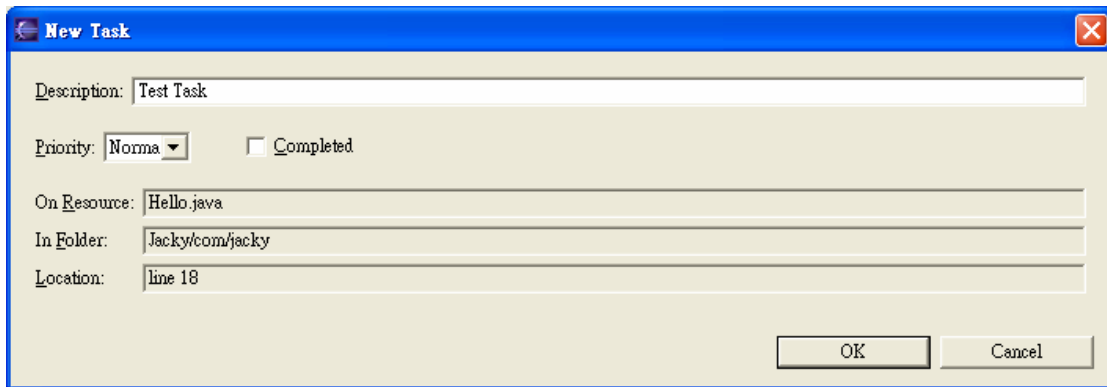 New Task
Description: Test Task
Priority: Norma Completed
On Resource: Hello.java
In Folder: Jacky/com/jacky
Location: line 18
OK Cancel